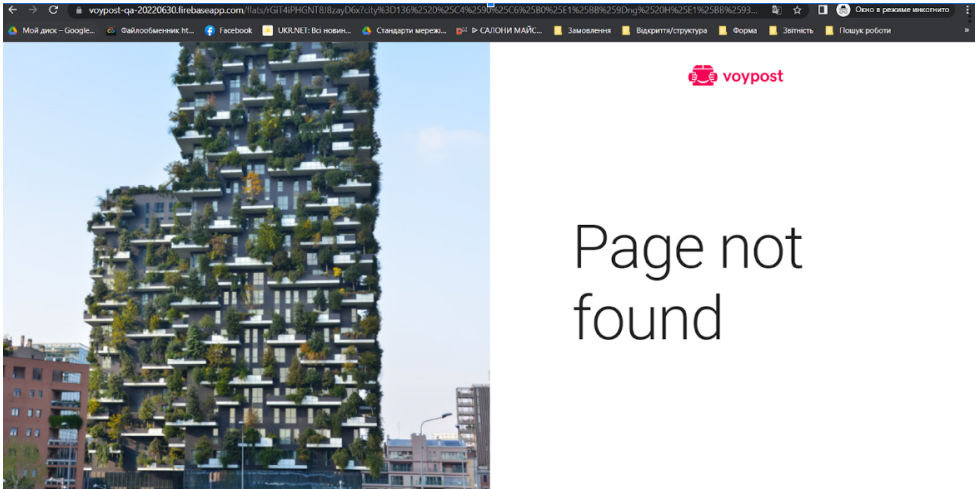 voypost-qa-20220630.firebaseapp.com/flats/rGiT4iPHGNT8J8zayD6x?city%3D136%2520%25C4%2590%25C6%25B0%25E1%25BB%259Dng%2520H%25E1%25BB%2593... Окно в режиме инкогнито
Мой диск – Google... Файлообменник ht... Facebook UKR.NET: Всі новин... Стандарти мережі... ᐈ САЛОНИ МАЙС... Замовлення Відкриття/структура Форма Звітність Пошук роботи »
voypost
Page not
found